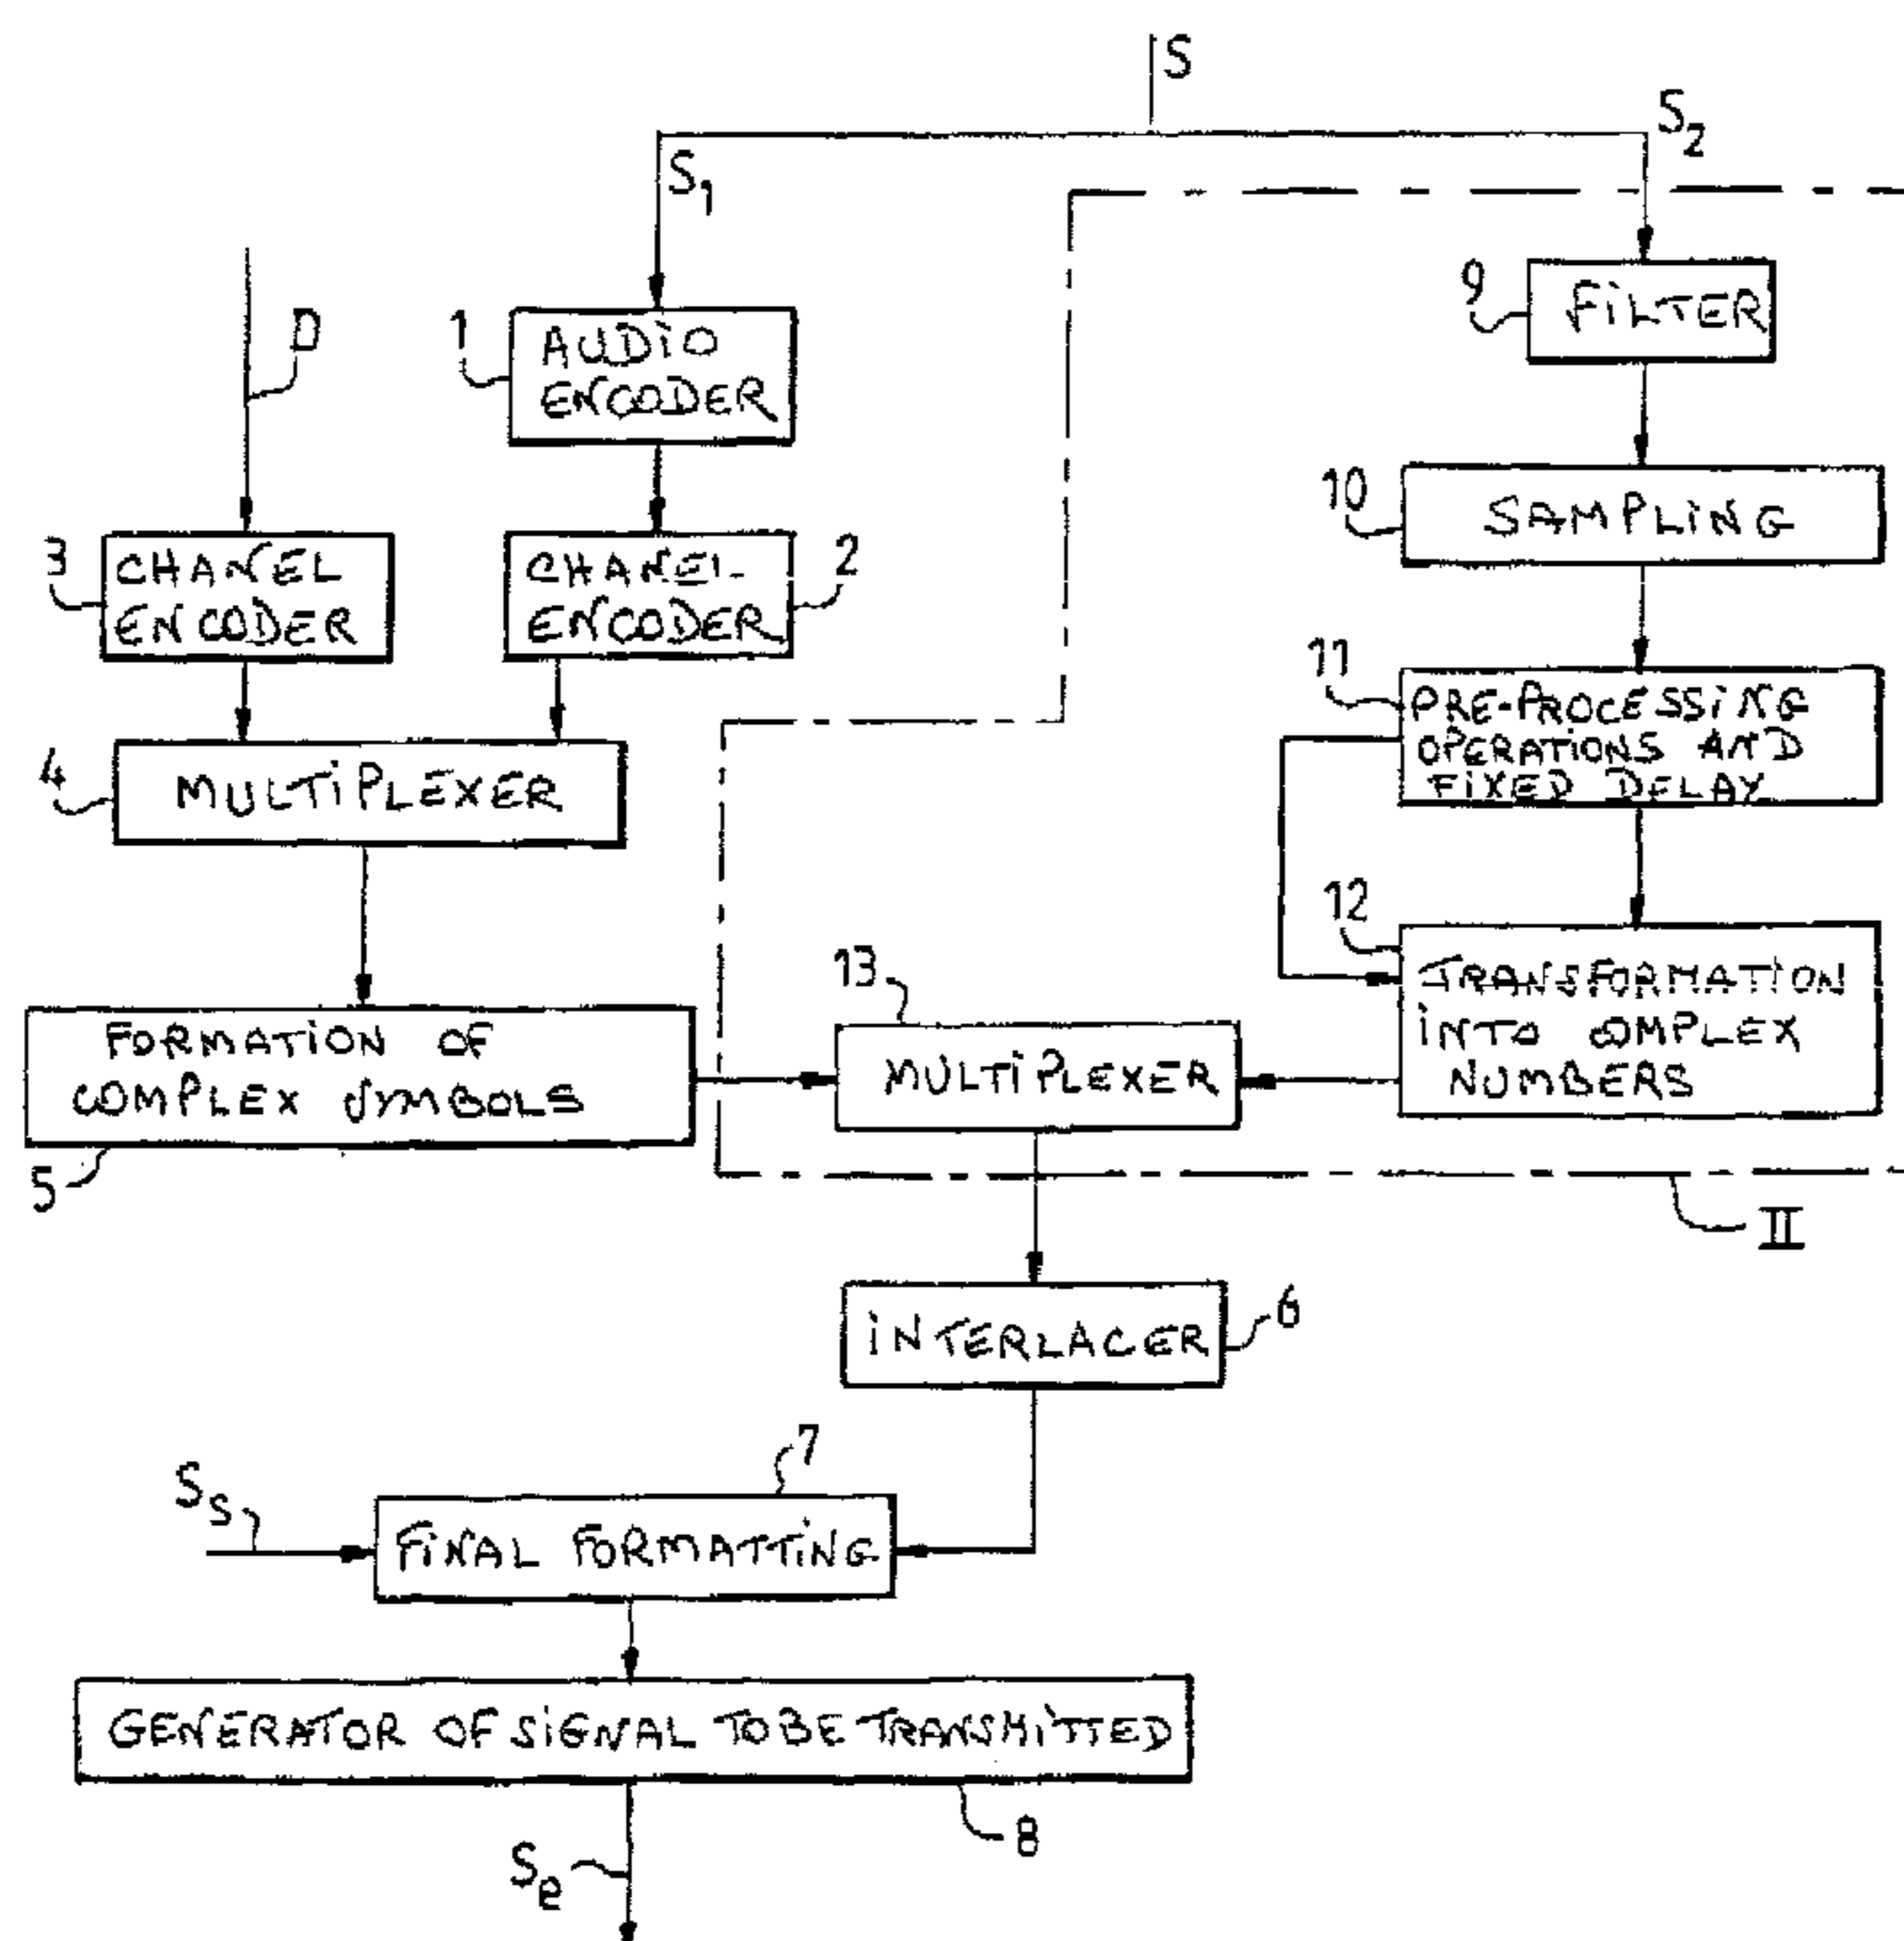 S
S2
S1
D
9
FILTER
1
AUDIO
ENCODER
10
SAMPLING
3
CHANEL
ENCODER
CHANEL
ENCODER
2
11
PRE-PROCESSING
OPERATIONS AND
FIXED DELAY
4
MULTIPLEXER
12
TRANSFORMATION
INTO COMPLEX
NUMBERS
13
MULTIPLEXER
FORMATION OF
COMPLEX SYMBOLS
5
II
INTERLACER
6
7
Ss
FINAL FORMATTING
GENERATOR OF SIGNAL TO BE TRANSMITTED
8
Se